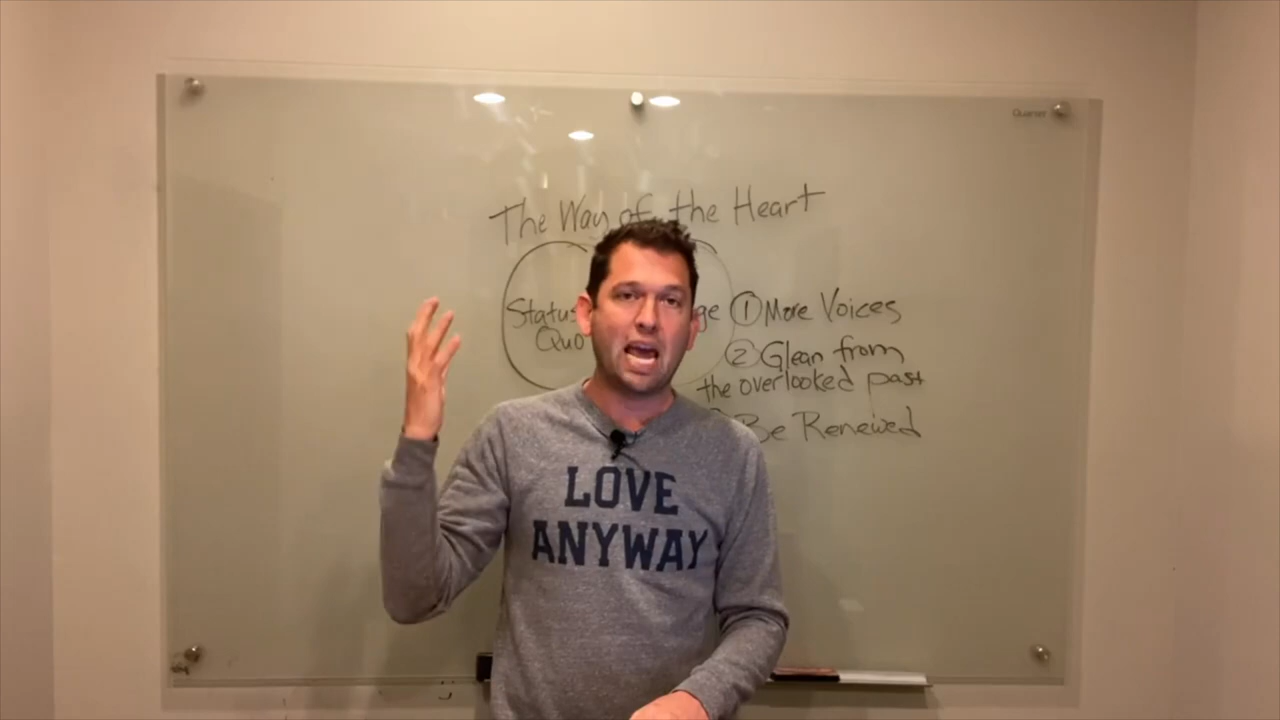 Quartet
The Way of the Heart
Status
Quo
ge
① More Voices
② Glean from
the overlooked past
Be Renewed
LOVE
ANYWAY